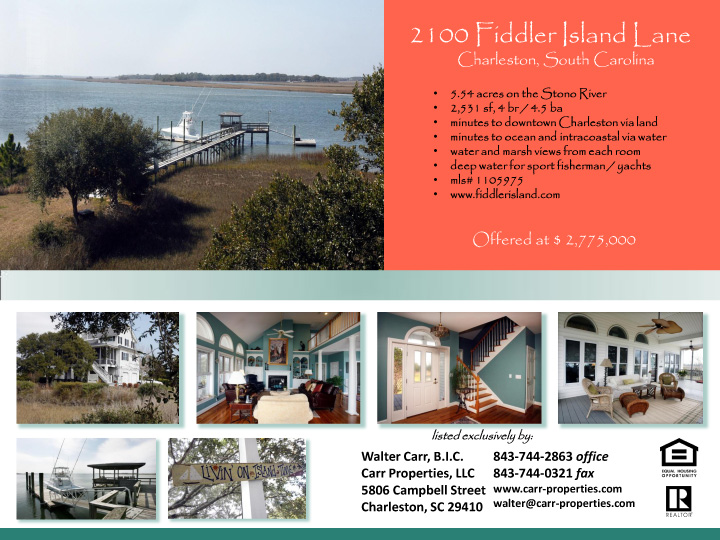 2100 Fiddler Island Lane
Charleston, South Carolina
• 5.54 acres on the Stono River
• 2,531 sf, 4 br / 4.5 ba
• minutes to downtown Charleston via land
• minutes to ocean and intracoastal via water
• water and marsh views from each room
• deep water for sport fisherman / yachts
• mls# 1105975
• www.fiddlerisland.com
Offered at $ 2,775,000
LIVIN' ON ISLAND TIME
listed exclusively by:
Walter Carr, B.I.C. 843-744-2863 office
Carr Properties, LLC 843-744-0321 fax
5806 Campbell Street www.carr-properties.com
Charleston, SC 29410 walter@carr-properties.com
EQUAL HOUSING
OPPORTUNITY
R
REALTOR®